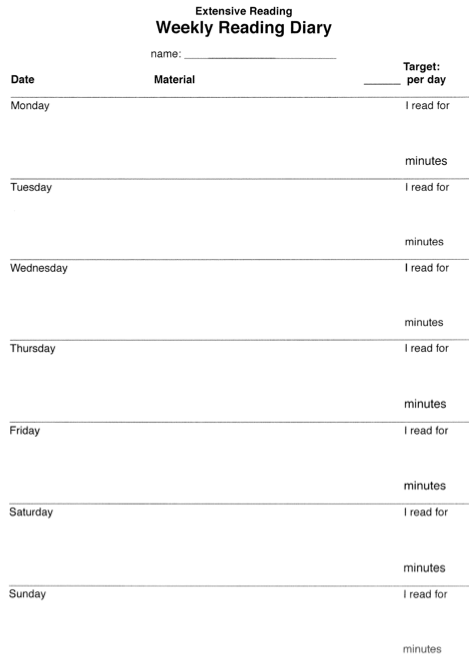 Extensive Reading
Weekly Reading Diary
name:
Target:
Date Material per day
Monday I read for
minutes
Tuesday I read for
minutes
Wednesday I read for
minutes
Thursday I read for
minutes
Friday I read for
minutes
Saturday I read for
minutes
Sunday I read for
minutes